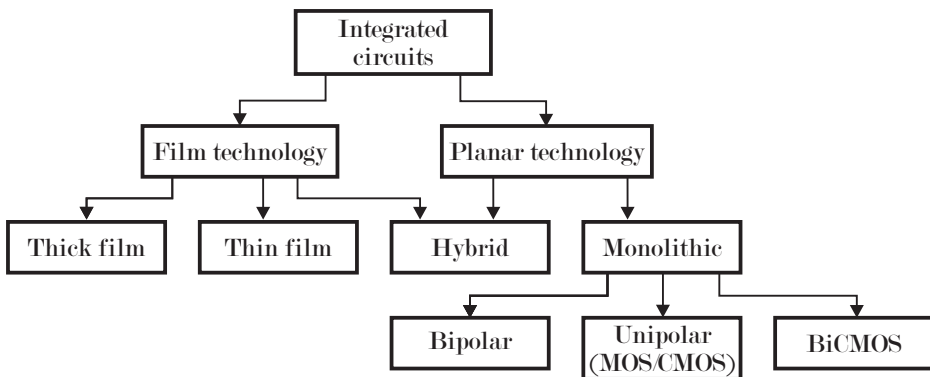 Integrated
circuits
Film technology
Planar technology
Thick film
Thin film
Hybrid
Monolithic
Bipolar
Unipolar
(MOS/CMOS)
BiCMOS